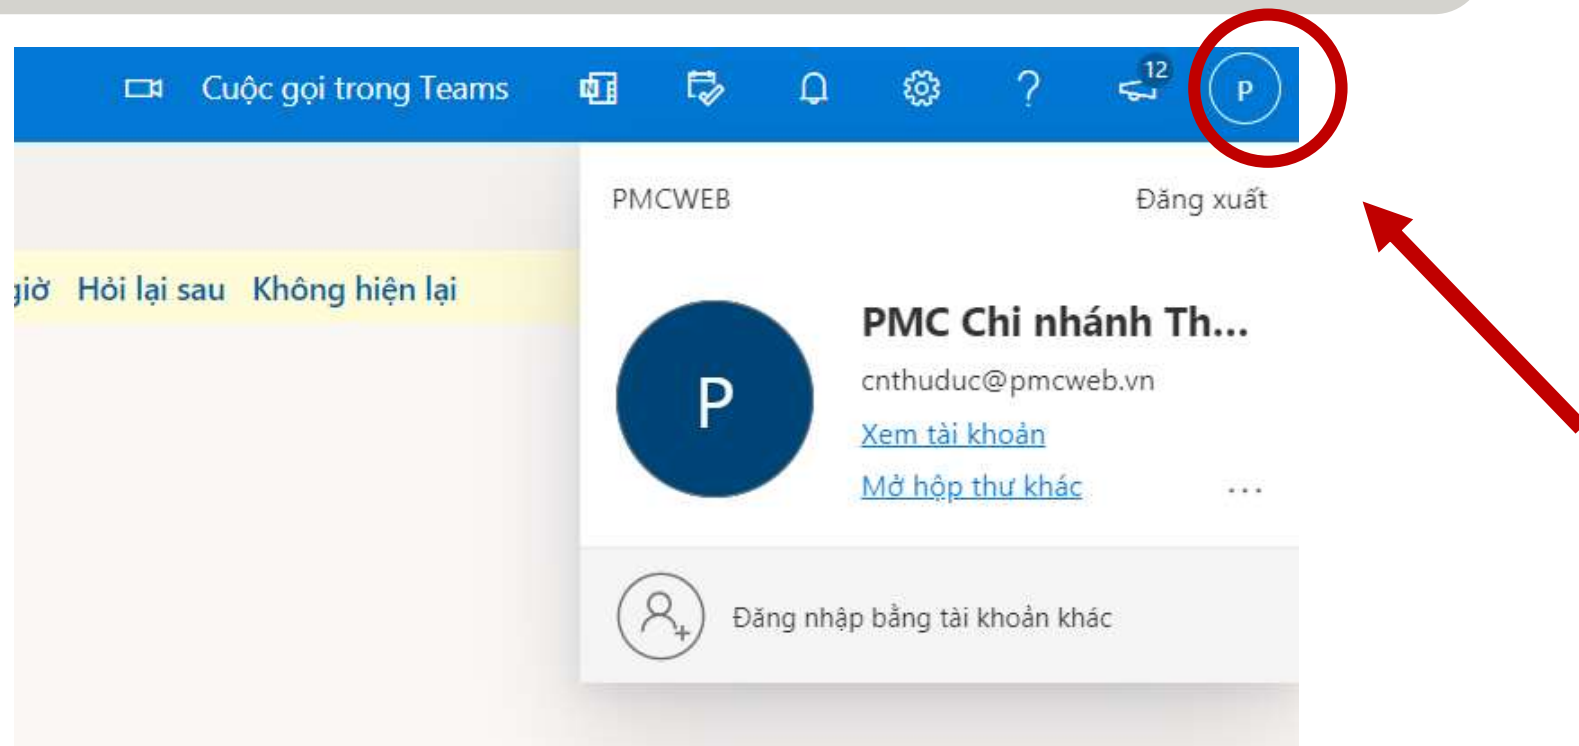 Cuộc gọi trong Teams
12
P
PMCWEB
Đăng xuất
giờ Hỏi lại sau Không hiện lại
P
PMC Chi nhánh Th...
cnthuduc@pmcweb.vn
Xem tài khoản
Mở hộp thư khác
...
Đăng nhập bằng tài khoản khác